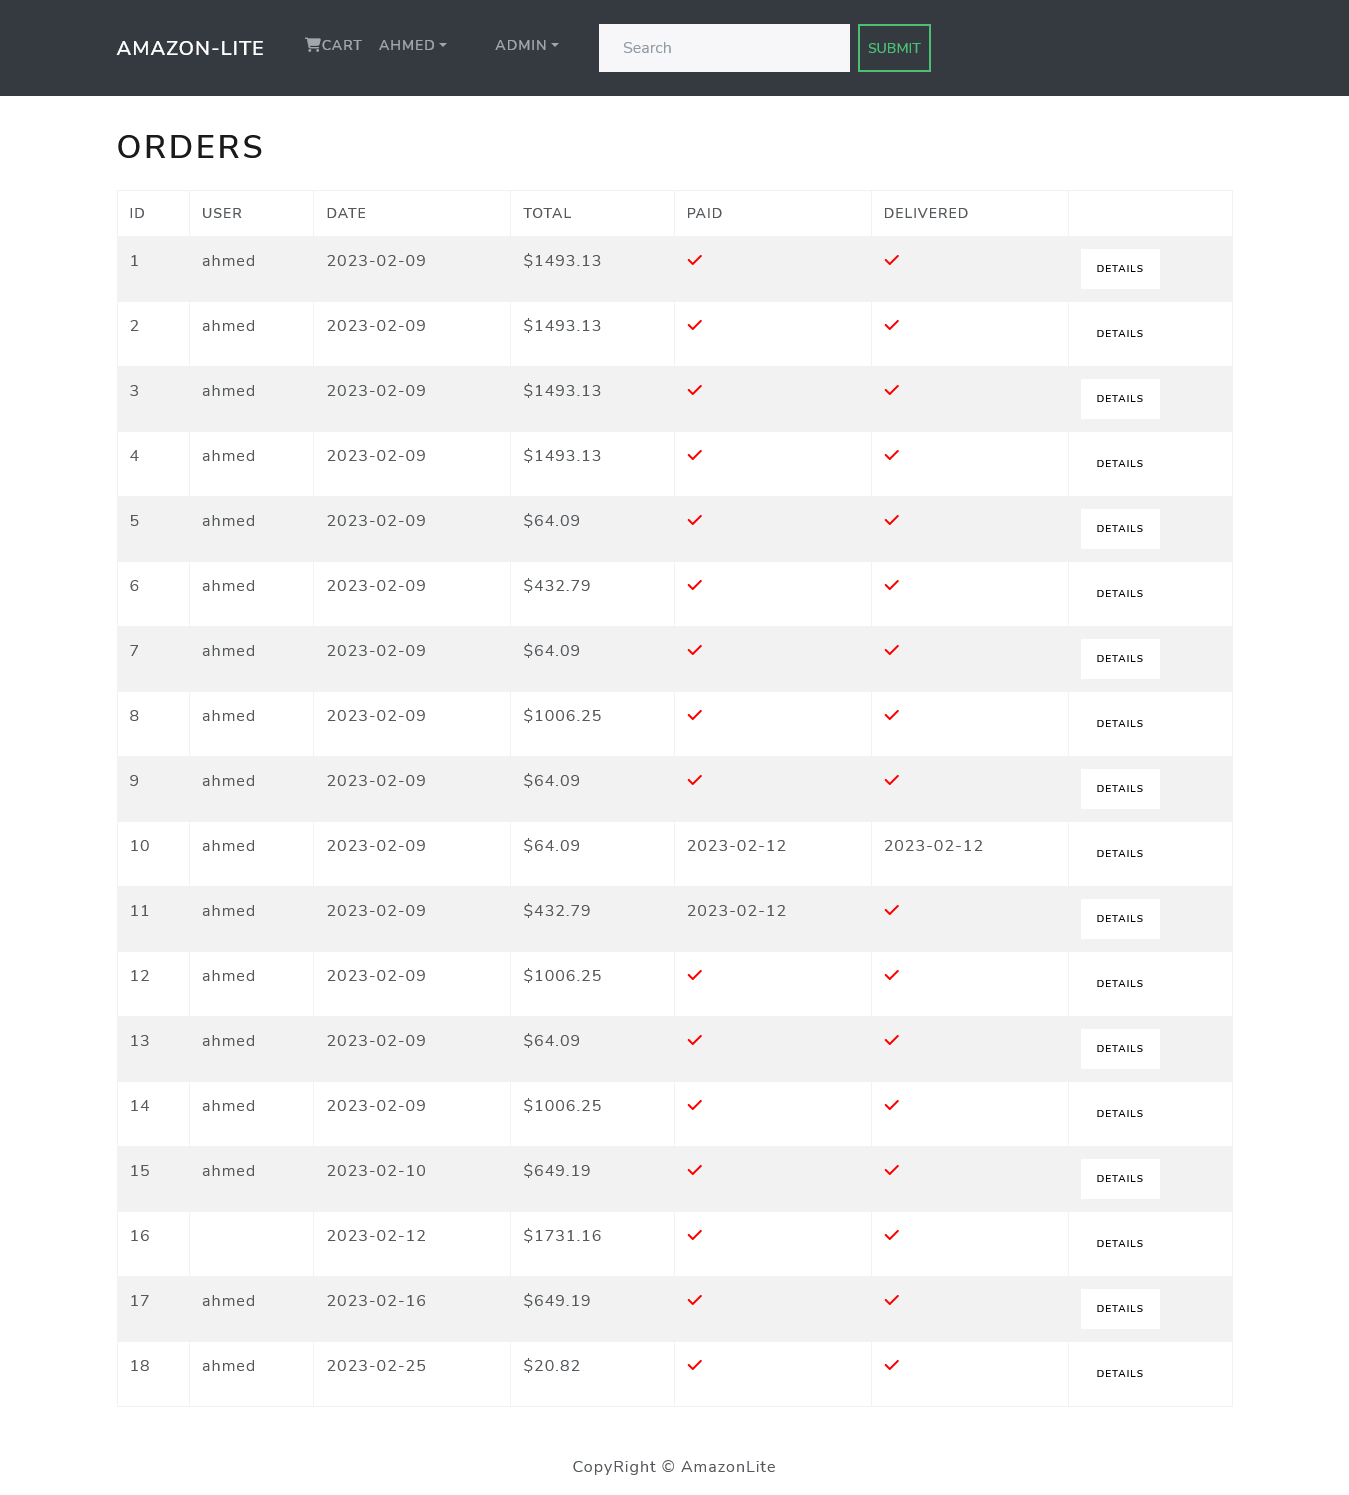 AMAZON-LITE CART AHMED ADMIN Search SUBMIT
ORDERS
ID USER DATE TOTAL PAID DELIVERED
1 ahmed 2023-02-09 $1493.13 DETAILS
2 ahmed 2023-02-09 $1493.13 DETAILS
3 ahmed 2023-02-09 $1493.13 DETAILS
4 ahmed 2023-02-09 $1493.13 DETAILS
5 ahmed 2023-02-09 $64.09 DETAILS
6 ahmed 2023-02-09 $432.79 DETAILS
7 ahmed 2023-02-09 $64.09 DETAILS
8 ahmed 2023-02-09 $1006.25 DETAILS
9 ahmed 2023-02-09 $64.09 DETAILS
10 ahmed 2023-02-09 $64.09 2023-02-12 2023-02-12 DETAILS
11 ahmed 2023-02-09 $432.79 2023-02-12 DETAILS
12 ahmed 2023-02-09 $1006.25 DETAILS
13 ahmed 2023-02-09 $64.09 DETAILS
14 ahmed 2023-02-09 $1006.25 DETAILS
15 ahmed 2023-02-10 $649.19 DETAILS
16 2023-02-12 $1731.16 DETAILS
17 ahmed 2023-02-16 $649.19 DETAILS
18 ahmed 2023-02-25 $20.82 DETAILS
CopyRight © AmazonLite